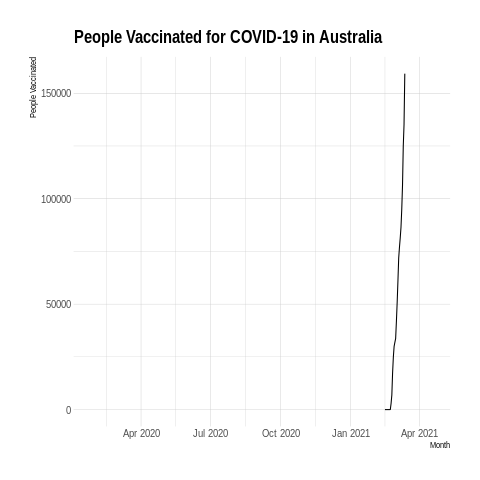 People Vaccinated for COVID-19 in Australia
People Vaccinated
150000
100000
50000
0
Apr 2020 Jul 2020 Oct 2020 Jan 2021 Apr 2021
Month